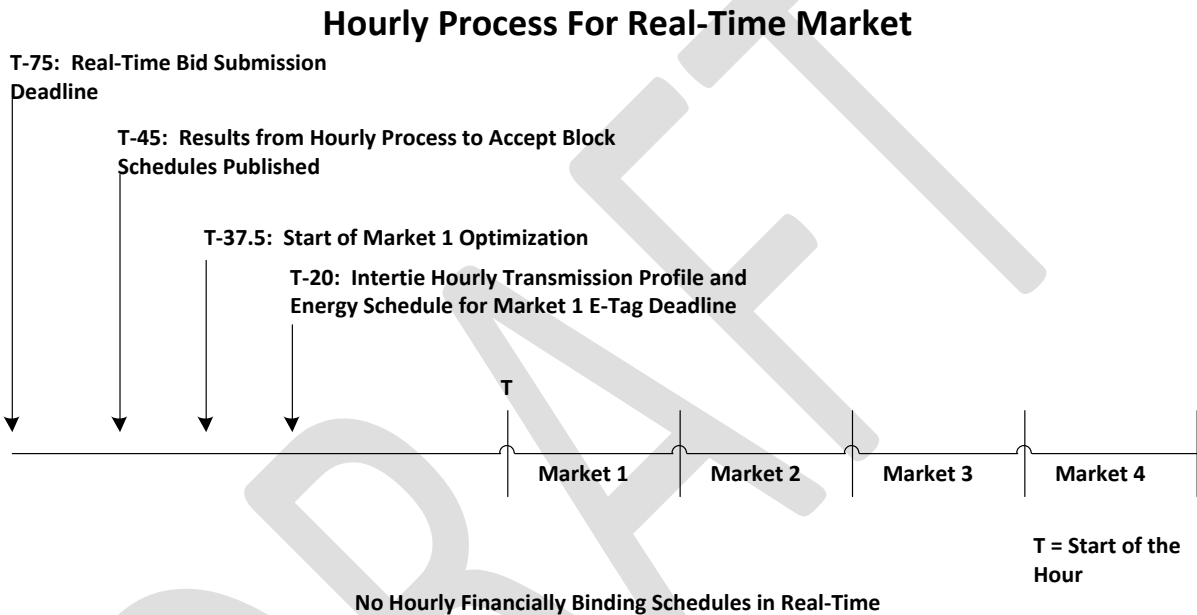 Hourly Process For Real-Time Market
T-75: Real-Time Bid Submission
Deadline
T-45: Results from Hourly Process to Accept Block
Schedules Published
T-37.5: Start of Market 1 Optimization
T-20: Intertie Hourly Transmission Profile and
Energy Schedule for Market 1 E-Tag Deadline
T
Market 1
Market 2
Market 3
Market 4
T = Start of the
Hour
No Hourly Financially Binding Schedules in Real-Time
DRAFT